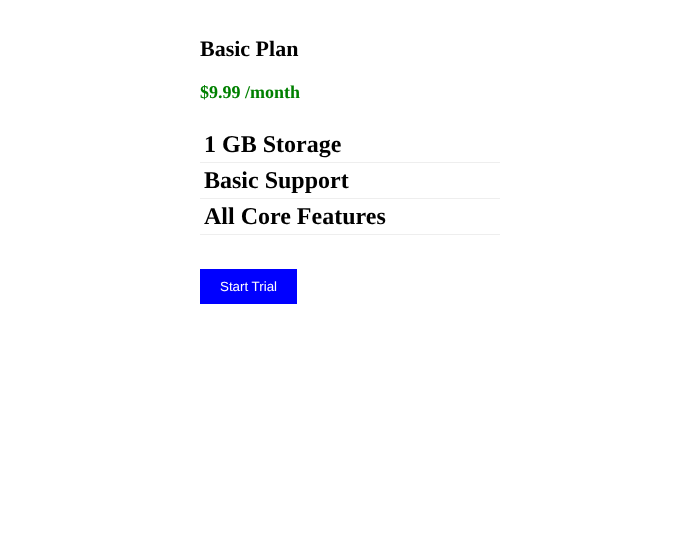 Basic Plan
$9.99 /month
1 GB Storage
Basic Support
All Core Features
Start Trial